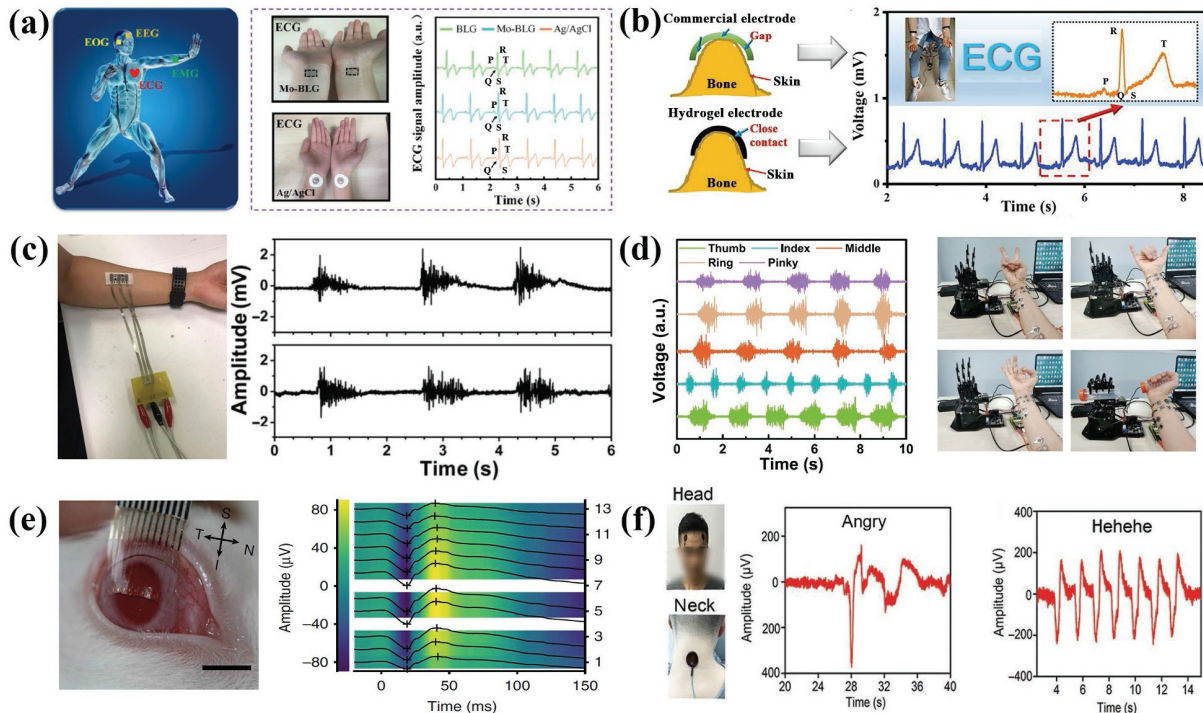 (a)
EOG
EEG
EMG
ECG
ECG
Mo-BLG
ECG
Ag/AgCl
BLG Mo-BLG Ag/AgCl
ECG signal amplitude (a.u.)
R
P T
Q S
R
P T
Q S
R
P T
Q S
0 1 2 3 4 5 6
Time (s)
(b)
Commercial electrode
Gap
Bone
Skin
Hydrogel electrode
Close
contact
Bone
Skin
ECG
Voltage (mV)
2
1
0
R
T
P
Q S
2 4 6 8
Time (s)
(c)
Amplitude (mV)
2
0
−2
2
0
−2
0 1 2 3 4 5 6
Time (s)
(d)
Thumb Index Middle
Ring Pinky
Voltage (a.u.)
0 2 4 6 8 10
Time (s)
(e)
S
T N
I
Amplitude (µV)
80
40
0
−40
−80
13
11
9
7
5
3
1
0 50 100 150
Time (ms)
(f)
Head
Neck
Angry
Amplitude (µV)
200
0
200
400
20 24 28 32 36 40
Time (s)
Hehehe
Amplitude (µV)
400
200
0
−200
−400
4 6 8 10 12 14
Time (s)